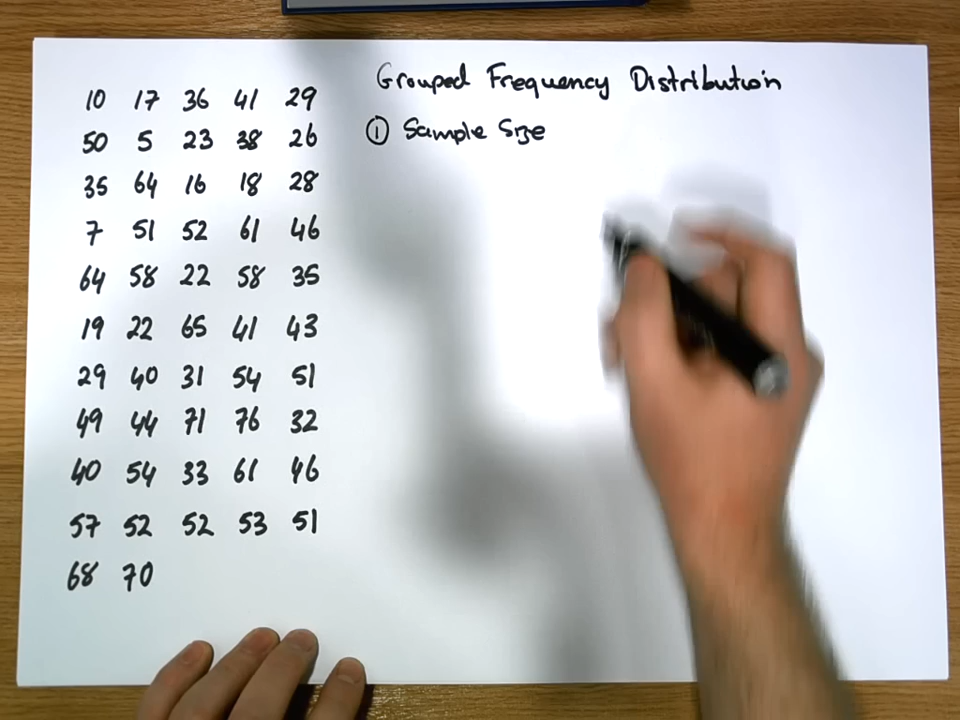 Grouped Frequency Distribution
① Sample Size
10 17 36 41 29
50 5 23 38 26
35 64 16 18 28
7 51 52 61 46
64 58 22 58 35
19 22 65 41 43
29 40 31 54 51
49 44 71 76 32
40 54 33 61 46
57 52 52 53 51
68 70